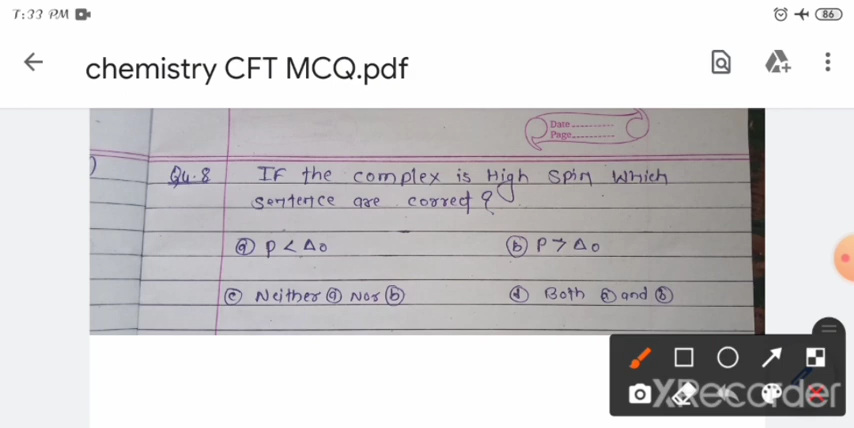 7:33 PM
86
chemistry CFT MCQ.pdf
Date
Page
)
Qu.8 IF the complex is High spin which
sentence are correct ?
(a) P < Δo (b) P > Δo
(c) Neither (a) Nor (b) (d) Both (a) and (b)
XRecorder